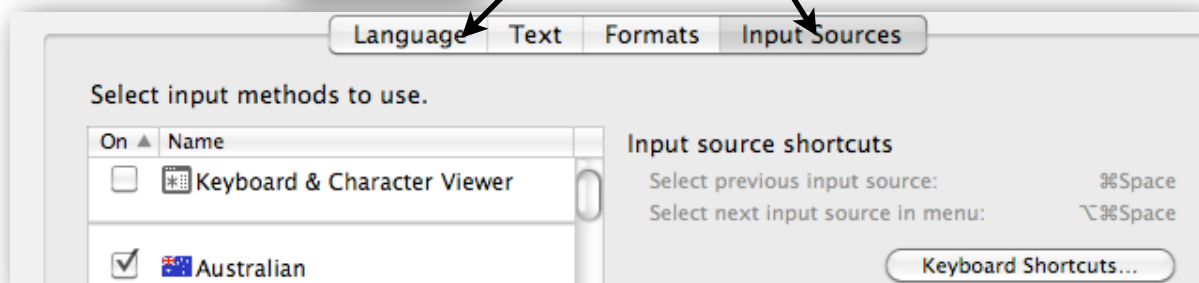 Language Text Formats Input Sources
Select input methods to use.
On Name
Keyboard & Character Viewer
Australian
Input source shortcuts
Select previous input source: ⌘Space
Select next input source in menu: ⌥⌘Space
Keyboard Shortcuts...